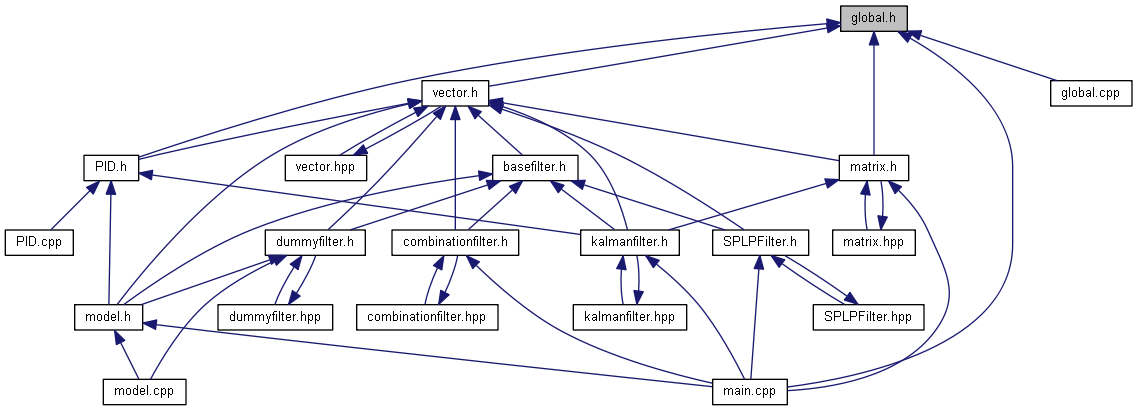 global.h
vector.h
global.cpp
PID.h
vector.hpp
basefilter.h
matrix.h
PID.cpp
dummyfilter.h
combinationfilter.h
kalmanfilter.h
SPLPFilter.h
matrix.hpp
model.h
dummyfilter.hpp
combinationfilter.hpp
kalmanfilter.hpp
SPLPFilter.hpp
model.cpp
main.cpp